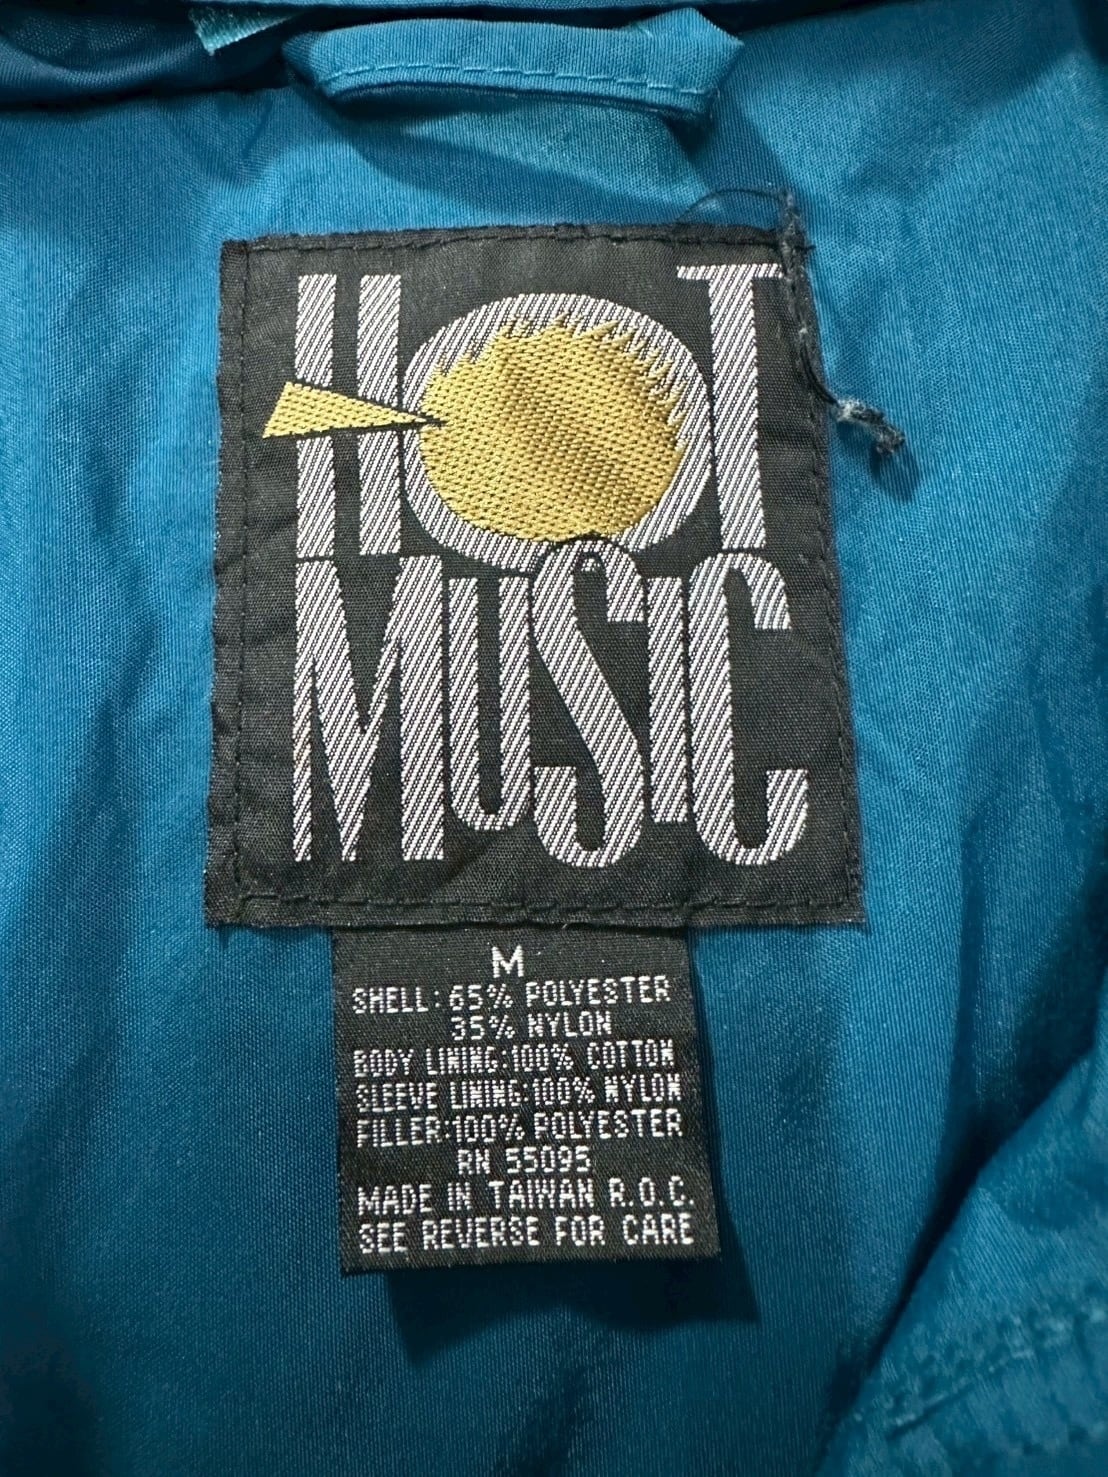 HOT
MUSIC
M
SHELL: 65% POLYESTER
35% NYLON
BODY LINING:100% COTTON
SLEEVE LINING:100% NYLON
FILLER:100% POLYESTER
RN 55095
MADE IN TAIWAN R.O.C.
SEE REVERSE FOR CARE